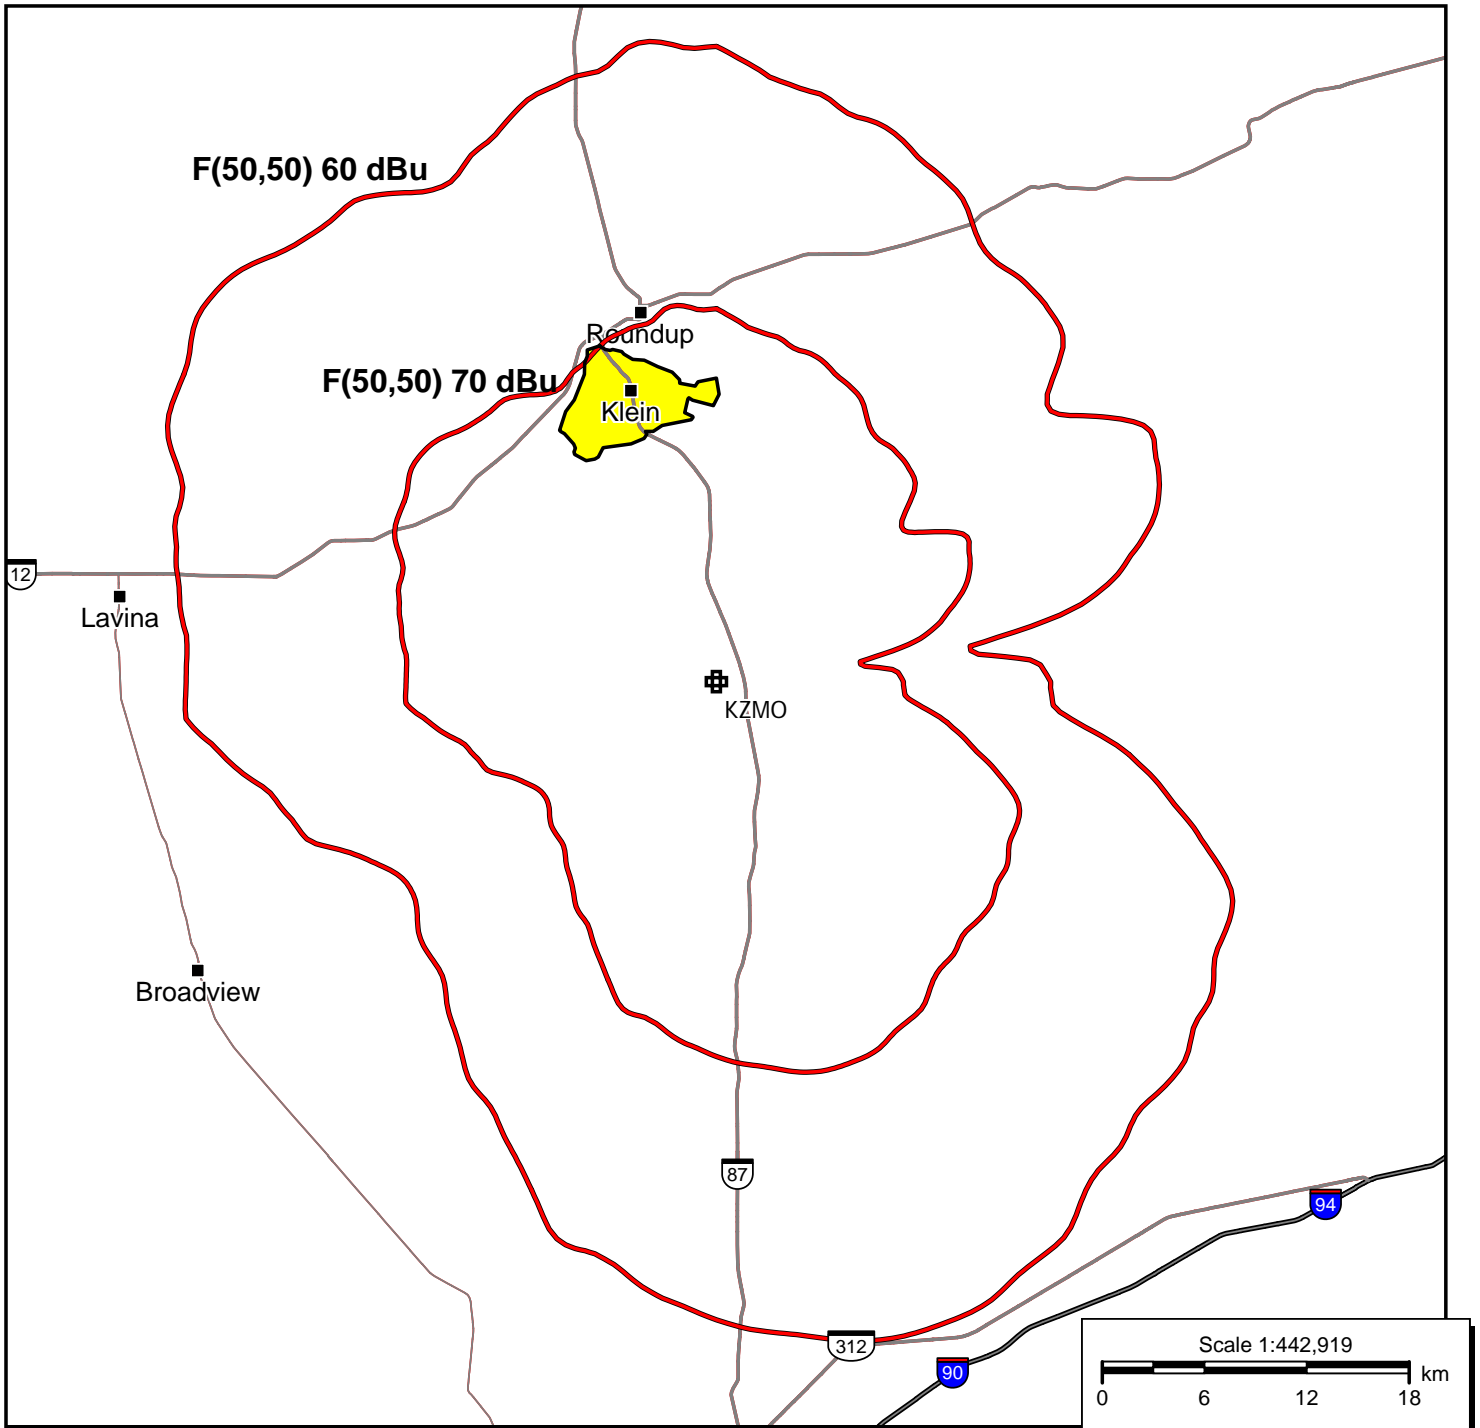 F(50,50) 60 dBu
Roundup
F(50,50) 70 dBu
Klein
12
Lavina
KZMO
Broadview
87
94
312
90
Scale 1:442,919
km
0 6 12 18